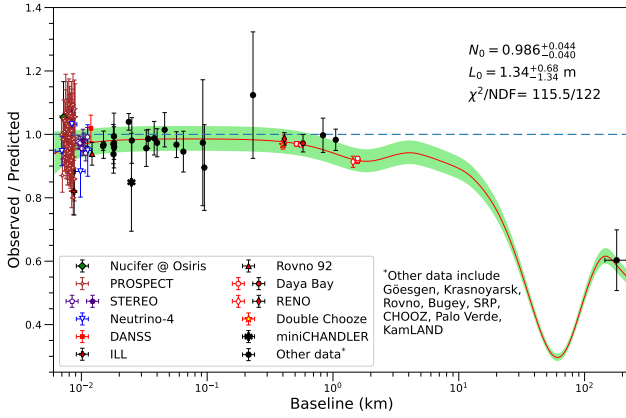 1.4
1.2
1.0
0.8
0.6
0.4
Observed / Predicted
N₀ = 0.986+0.044−0.040
L₀ = 1.34+0.68−1.34 m
χ²/NDF= 115.5/122
Nucifer @ Osiris
PROSPECT
STEREO
Neutrino-4
DANSS
ILL
Rovno 92
Daya Bay
RENO
Double Chooze
miniCHANDLER
Other data*
*Other data include
Göesgen, Krasnoyarsk,
Rovno, Bugey, SRP,
CHOOZ, Palo Verde,
KamLAND
10⁻² 10⁻¹ 10⁰ 10¹ 10²
Baseline (km)